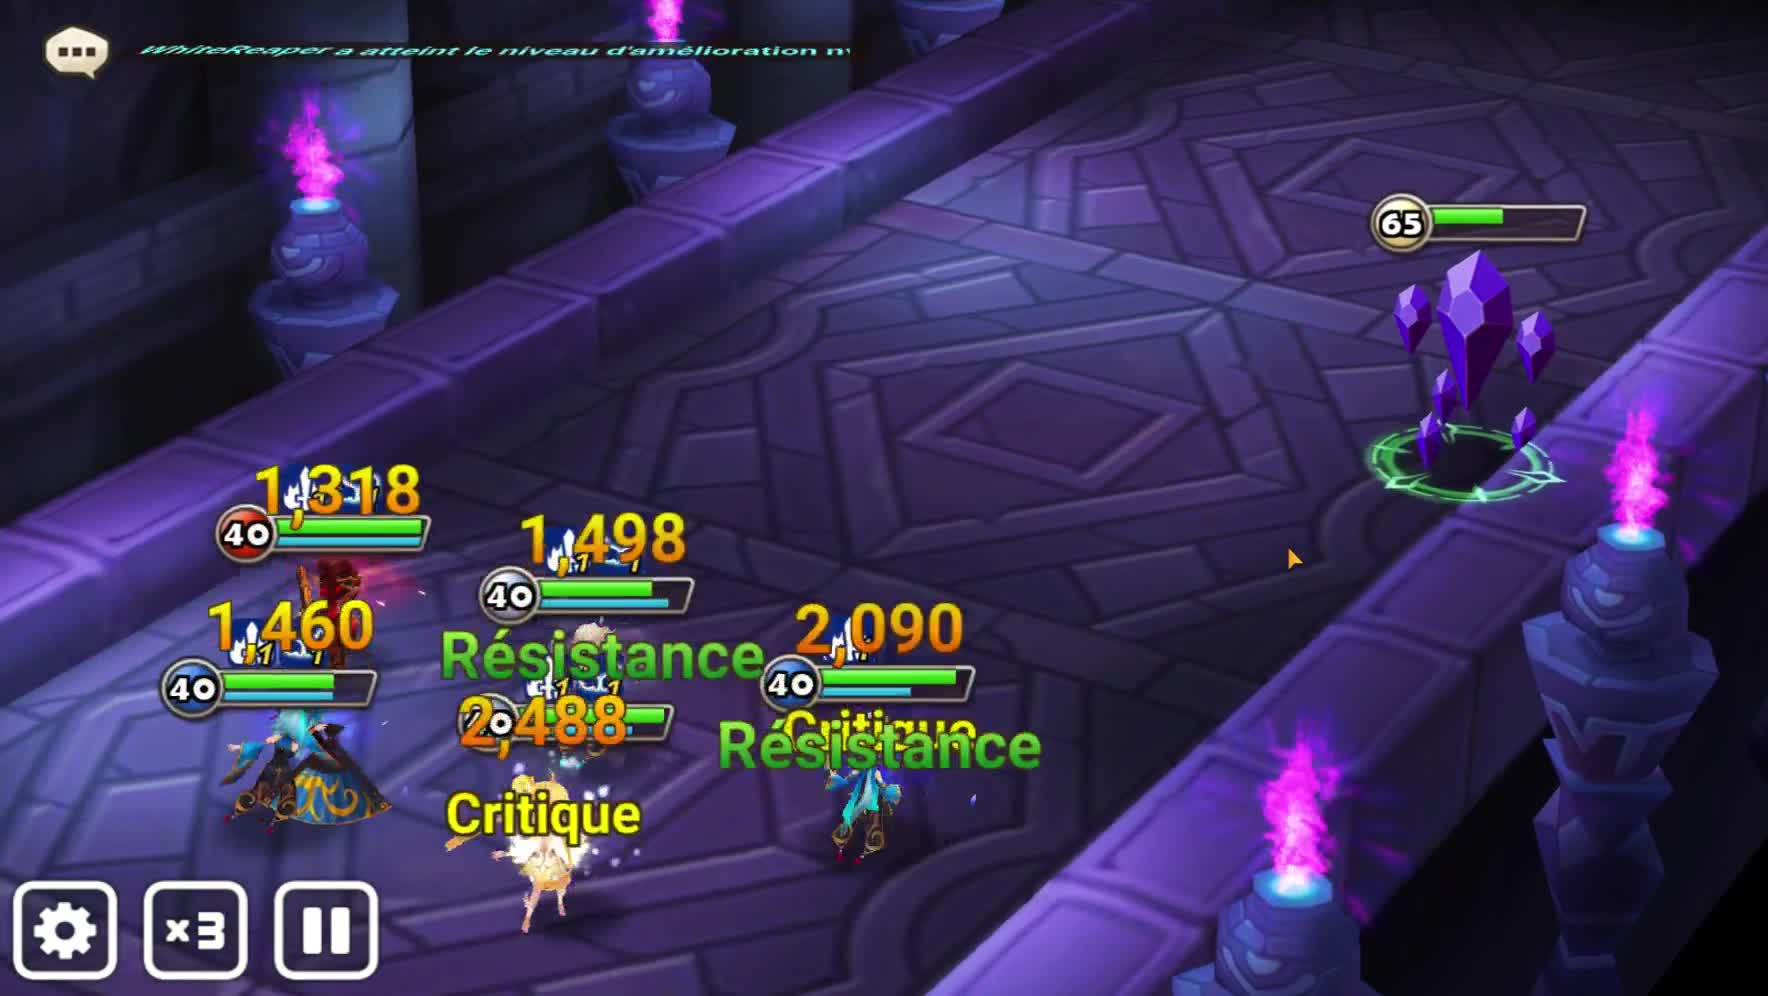 WhiteReaper a atteint le niveau d'amélioration
65
1,318
40
1,498
40
1,460
40
Résistance
2,090
40
2,488
Critique
Résistance
Critique
×3